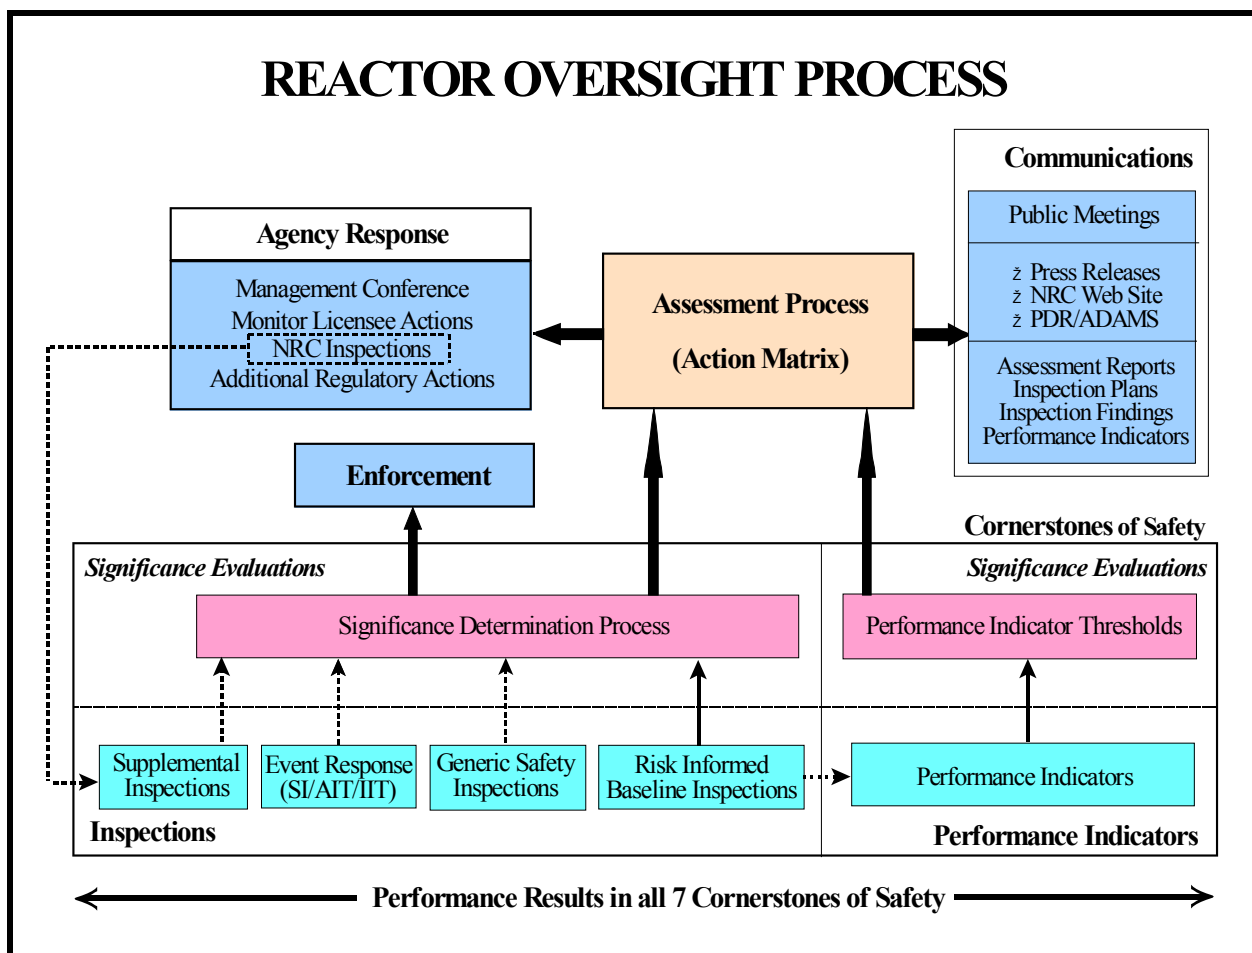 REACTOR OVERSIGHT PROCESS
Communications
Public Meetings
ž Press Releases
ž NRC Web Site
ž PDR/ADAMS
Assessment Reports
Inspection Plans
Inspection Findings
Performance Indicators
Agency Response
Management Conference
Monitor Licensee Actions
NRC Inspections
Additional Regulatory Actions
Assessment Process
(Action Matrix)
Enforcement
Cornerstones of Safety
Significance Evaluations
Significance Evaluations
Significance Determination Process
Performance Indicator Thresholds
Supplemental
Inspections
Event Response
(SI/AIT/IIT)
Generic Safety
Inspections
Risk Informed
Baseline Inspections
Performance Indicators
Inspections
Performance Indicators
Performance Results in all 7 Cornerstones of Safety